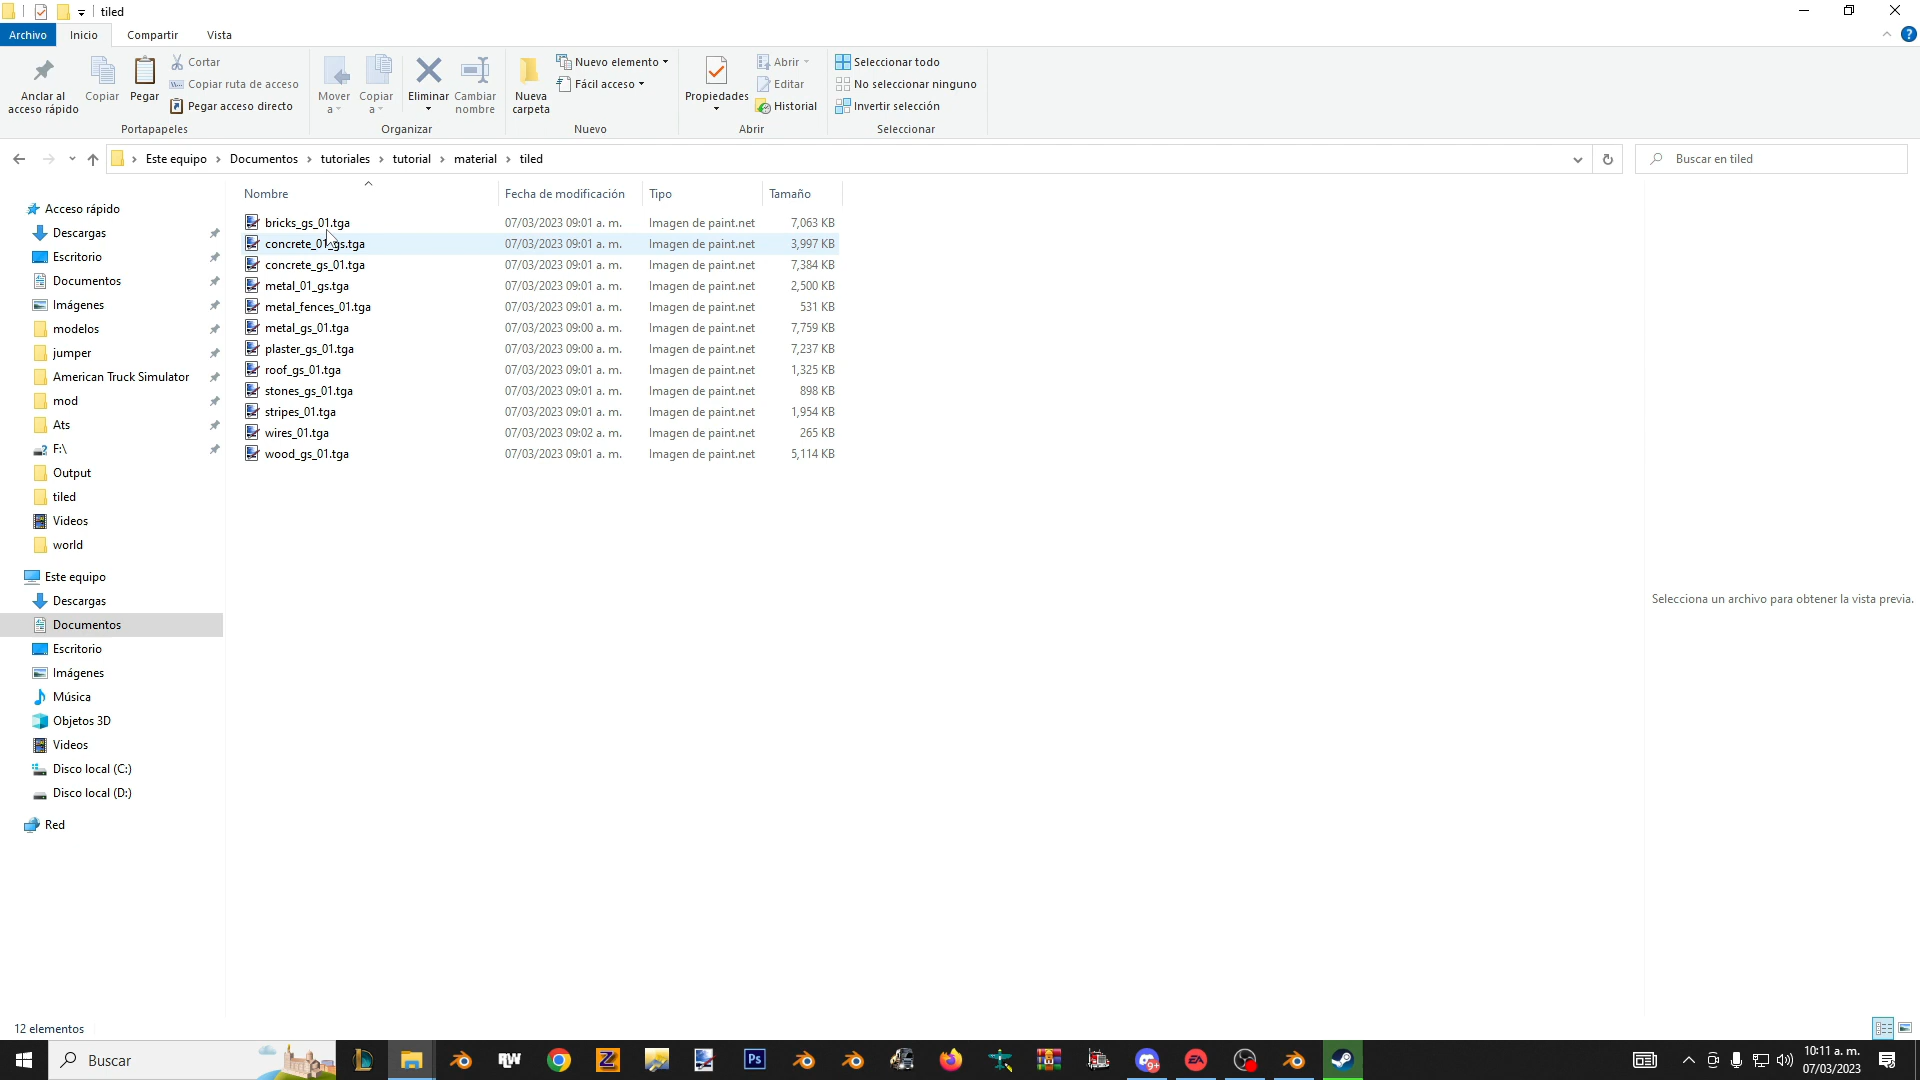 tiled
Archivo Inicio Compartir Vista
Anclar al acceso rápido
Copiar
Pegar
Cortar
Copiar ruta de acceso
Pegar acceso directo
Portapapeles
Mover a
Copiar a
Eliminar
Cambiar nombre
Organizar
Nueva carpeta
Nuevo elemento
Fácil acceso
Nuevo
Propiedades
Abrir
Editar
Historial
Abrir
Seleccionar todo
No seleccionar ninguno
Invertir selección
Seleccionar
Este equipo > Documentos > tutoriales > tutorial > material > tiled
Buscar en tiled
Acceso rápido
Descargas
Escritorio
Documentos
Imágenes
modelos
jumper
American Truck Simulator
mod
Ats
F:\
Output
tiled
Videos
world
Este equipo
Descargas
Documentos
Escritorio
Imágenes
Música
Objetos 3D
Videos
Disco local (C:)
Disco local (D:)
Red
Nombre Fecha de modificación Tipo Tamaño
bricks_gs_01.tga 07/03/2023 09:01 a. m. Imagen de paint.net 7,063 KB
concrete_01_gs.tga 07/03/2023 09:01 a. m. Imagen de paint.net 3,997 KB
concrete_gs_01.tga 07/03/2023 09:01 a. m. Imagen de paint.net 7,384 KB
metal_01_gs.tga 07/03/2023 09:01 a. m. Imagen de paint.net 2,500 KB
metal_fences_01.tga 07/03/2023 09:01 a. m. Imagen de paint.net 531 KB
metal_gs_01.tga 07/03/2023 09:00 a. m. Imagen de paint.net 7,759 KB
plaster_gs_01.tga 07/03/2023 09:00 a. m. Imagen de paint.net 7,237 KB
roof_gs_01.tga 07/03/2023 09:01 a. m. Imagen de paint.net 1,325 KB
stones_gs_01.tga 07/03/2023 09:01 a. m. Imagen de paint.net 898 KB
stripes_01.tga 07/03/2023 09:01 a. m. Imagen de paint.net 1,954 KB
wires_01.tga 07/03/2023 09:02 a. m. Imagen de paint.net 265 KB
wood_gs_01.tga 07/03/2023 09:01 a. m. Imagen de paint.net 5,114 KB
Selecciona un archivo para obtener la vista previa.
12 elementos
Buscar
RW
Z
Ps
9+
EA
10:11 a. m.
07/03/2023